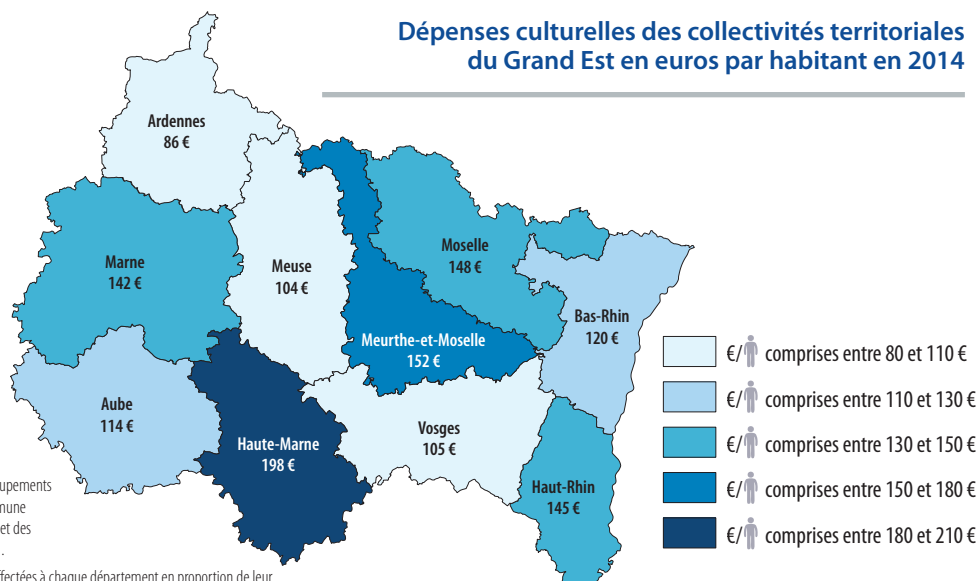 Dépenses culturelles des collectivités territoriales
du Grand Est en euros par habitant en 2014
Ardennes
86 €
Marne
142 €
Meuse
104 €
Moselle
148 €
Bas-Rhin
120 €
Meurthe-et-Moselle
152 €
Aube
114 €
Haute-Marne
198 €
Vosges
105 €
Haut-Rhin
145 €
€/ comprises entre 80 et 110 €
€/ comprises entre 110 et 130 €
€/ comprises entre 130 et 150 €
€/ comprises entre 150 et 180 €
€/ comprises entre 180 et 210 €
upements
mune
et des
.
ffectées à chaque département en proportion de leur